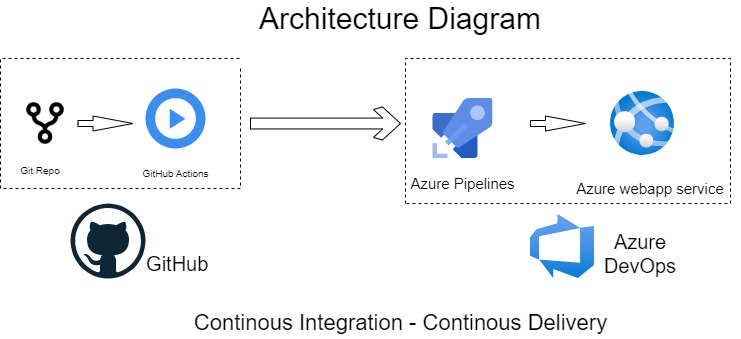 Architecture Diagram
Git Repo
GitHub Actions
Azure Pipelines
Azure webapp service
GitHub
Azure
DevOps
Continous Integration - Continous Delivery